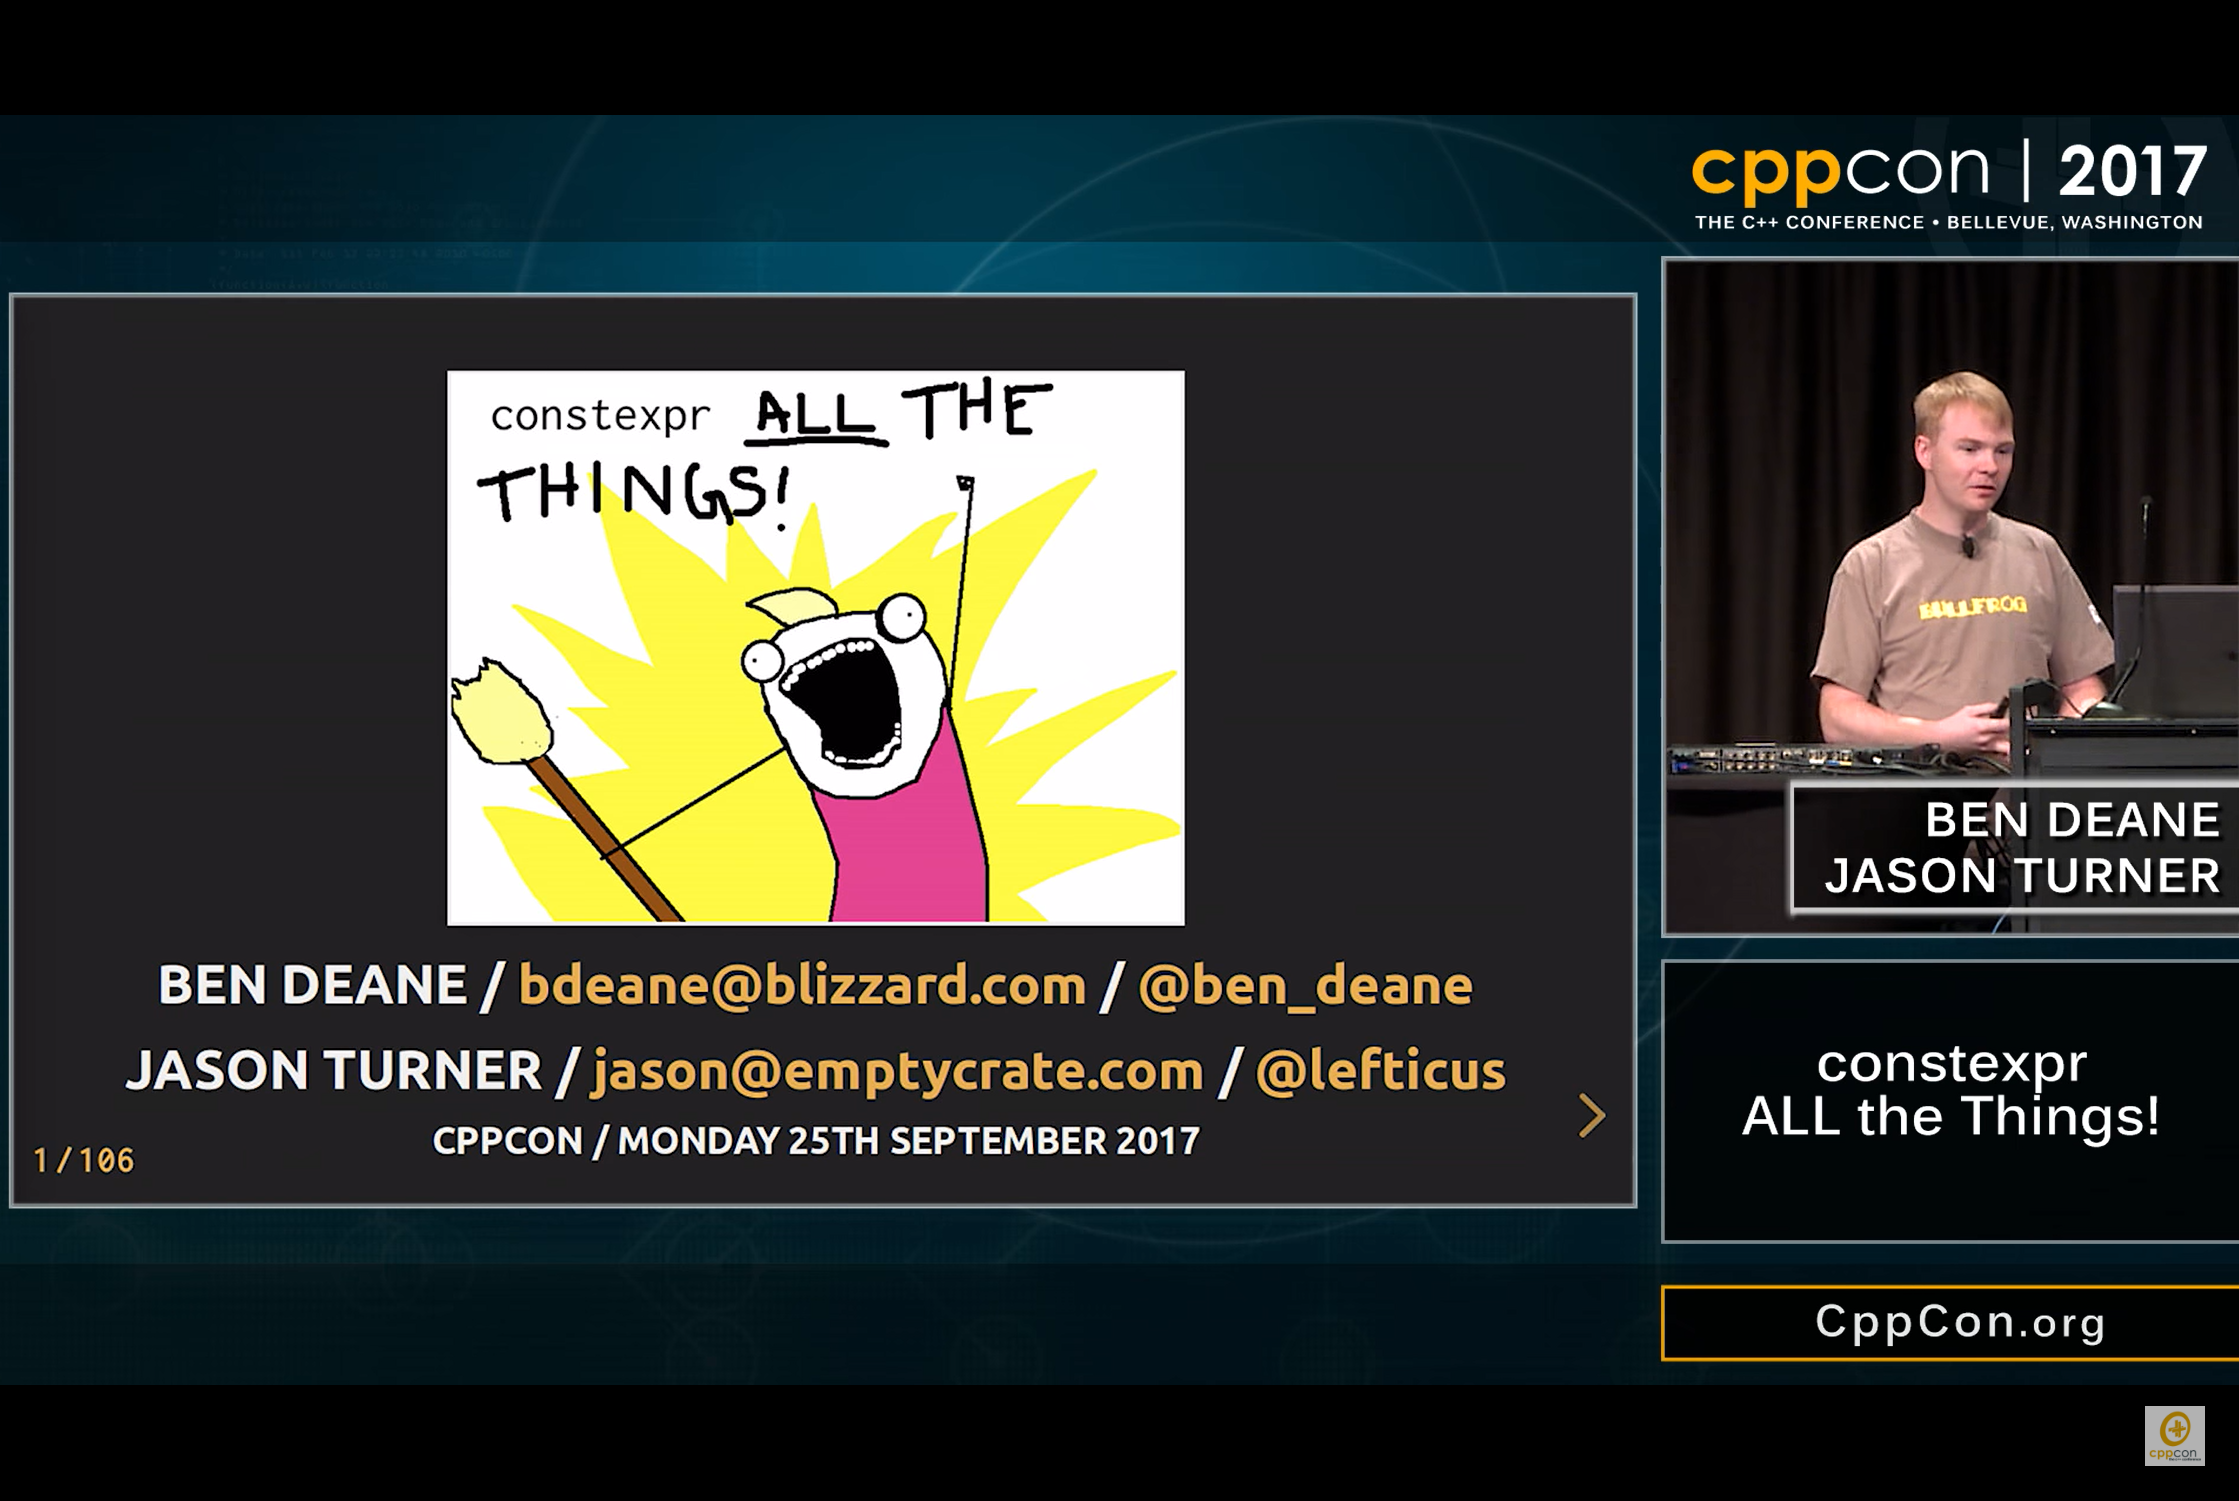 cppcon | 2017
THE C++ CONFERENCE • BELLEVUE, WASHINGTON
constexpr ALL THE
THINGS!
BEN DEANE / bdeane@blizzard.com / @ben_deane
JASON TURNER / jason@emptycrate.com / @lefticus
CPPCON / MONDAY 25TH SEPTEMBER 2017
1 / 106
BULLFROG
BEN DEANE
JASON TURNER
constexpr
ALL the Things!
CppCon.org
cppcon